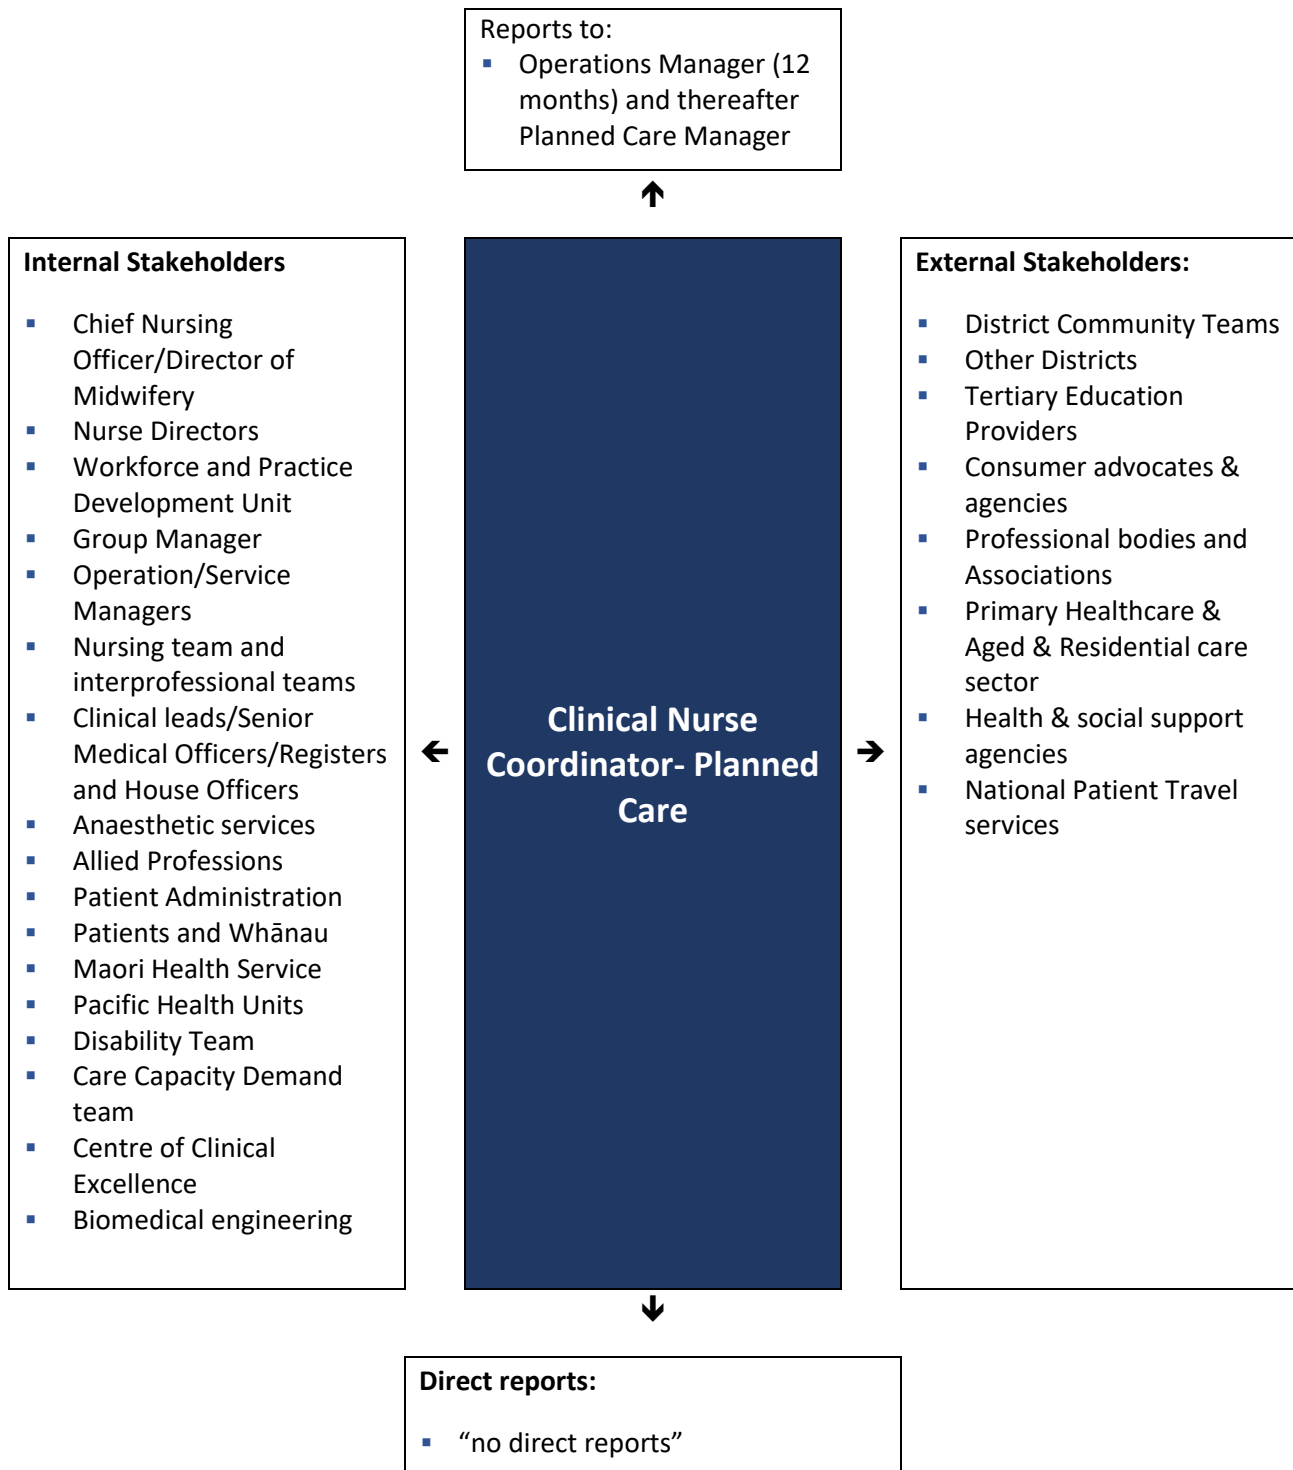 Reports to:
▪ Operations Manager (12
months) and thereafter
Planned Care Manager
Internal Stakeholders
▪ Chief Nursing
Officer/Director of
Midwifery
▪ Nurse Directors
▪ Workforce and Practice
Development Unit
▪ Group Manager
▪ Operation/Service
Managers
▪ Nursing team and
interprofessional teams
▪ Clinical leads/Senior
Medical Officers/Registers
and House Officers
▪ Anaesthetic services
▪ Allied Professions
▪ Patient Administration
▪ Patients and Whānau
▪ Maori Health Service
▪ Pacific Health Units
▪ Disability Team
▪ Care Capacity Demand
team
▪ Centre of Clinical
Excellence
▪ Biomedical engineering
Clinical Nurse
Coordinator- Planned
Care
External Stakeholders:
▪ District Community Teams
▪ Other Districts
▪ Tertiary Education
Providers
▪ Consumer advocates &
agencies
▪ Professional bodies and
Associations
▪ Primary Healthcare &
Aged & Residential care
sector
▪ Health & social support
agencies
▪ National Patient Travel
services
Direct reports:
▪ “no direct reports”